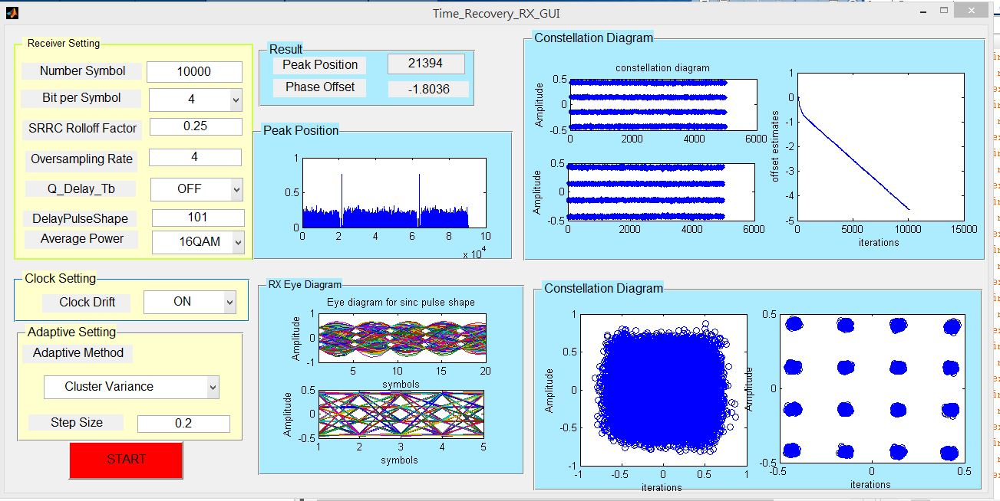 Time_Recovery_RX_GUI
Receiver Setting
Number Symbol
10000
Bit per Symbol
4
SRRC Rolloff Factor
0.25
Oversampling Rate
4
Q_Delay_Tb
OFF
DelayPulseShape
101
Average Power
16QAM
Clock Setting
Clock Drift
ON
Adaptive Setting
Adaptive Method
Cluster Variance
Step Size
0.2
START
Result
Peak Position
21394
Phase Offset
-1.8036
Peak Position
1
0.5
0
0 2 4 6 8 10
x 10^4
RX Eye Diagram
Eye diagram for sinc pulse shape
Amplitude
1
0
-1
5 10 15 20
symbols
Amplitude
0.5
0
-0.5
1 2 3 4 5
symbols
Constellation Diagram
constellation diagram
Amplitude
0.5
0
-0.5
0 2000 4000 6000
Amplitude
0.5
0
-0.5
0 2000 4000 6000
offset estimates
1
0
-1
-2
-3
-4
-5
0 5000 10000 15000
iterations
Constellation Diagram
Amplitude
1
0.5
0
-0.5
-1
-1 -0.5 0 0.5 1
iterations
Amplitude
0.5
0
-0.5
-0.5 0 0.5
iterations